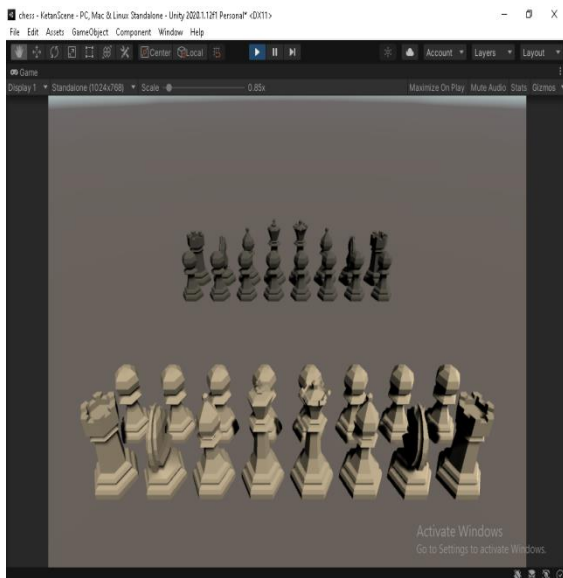 chess - KetanScene - PC, Mac & Linux Standalone - Unity 2020.1.12f1 Personal* <DX11>
File Edit Assets GameObject Component Window Help
Center Local Account Layers Layout
Game
Display 1 Standalone (1024x768) Scale 0.85x Maximize On Play Mute Audio Stats Gizmos
Activate Windows
Go to Settings to activate Windows.